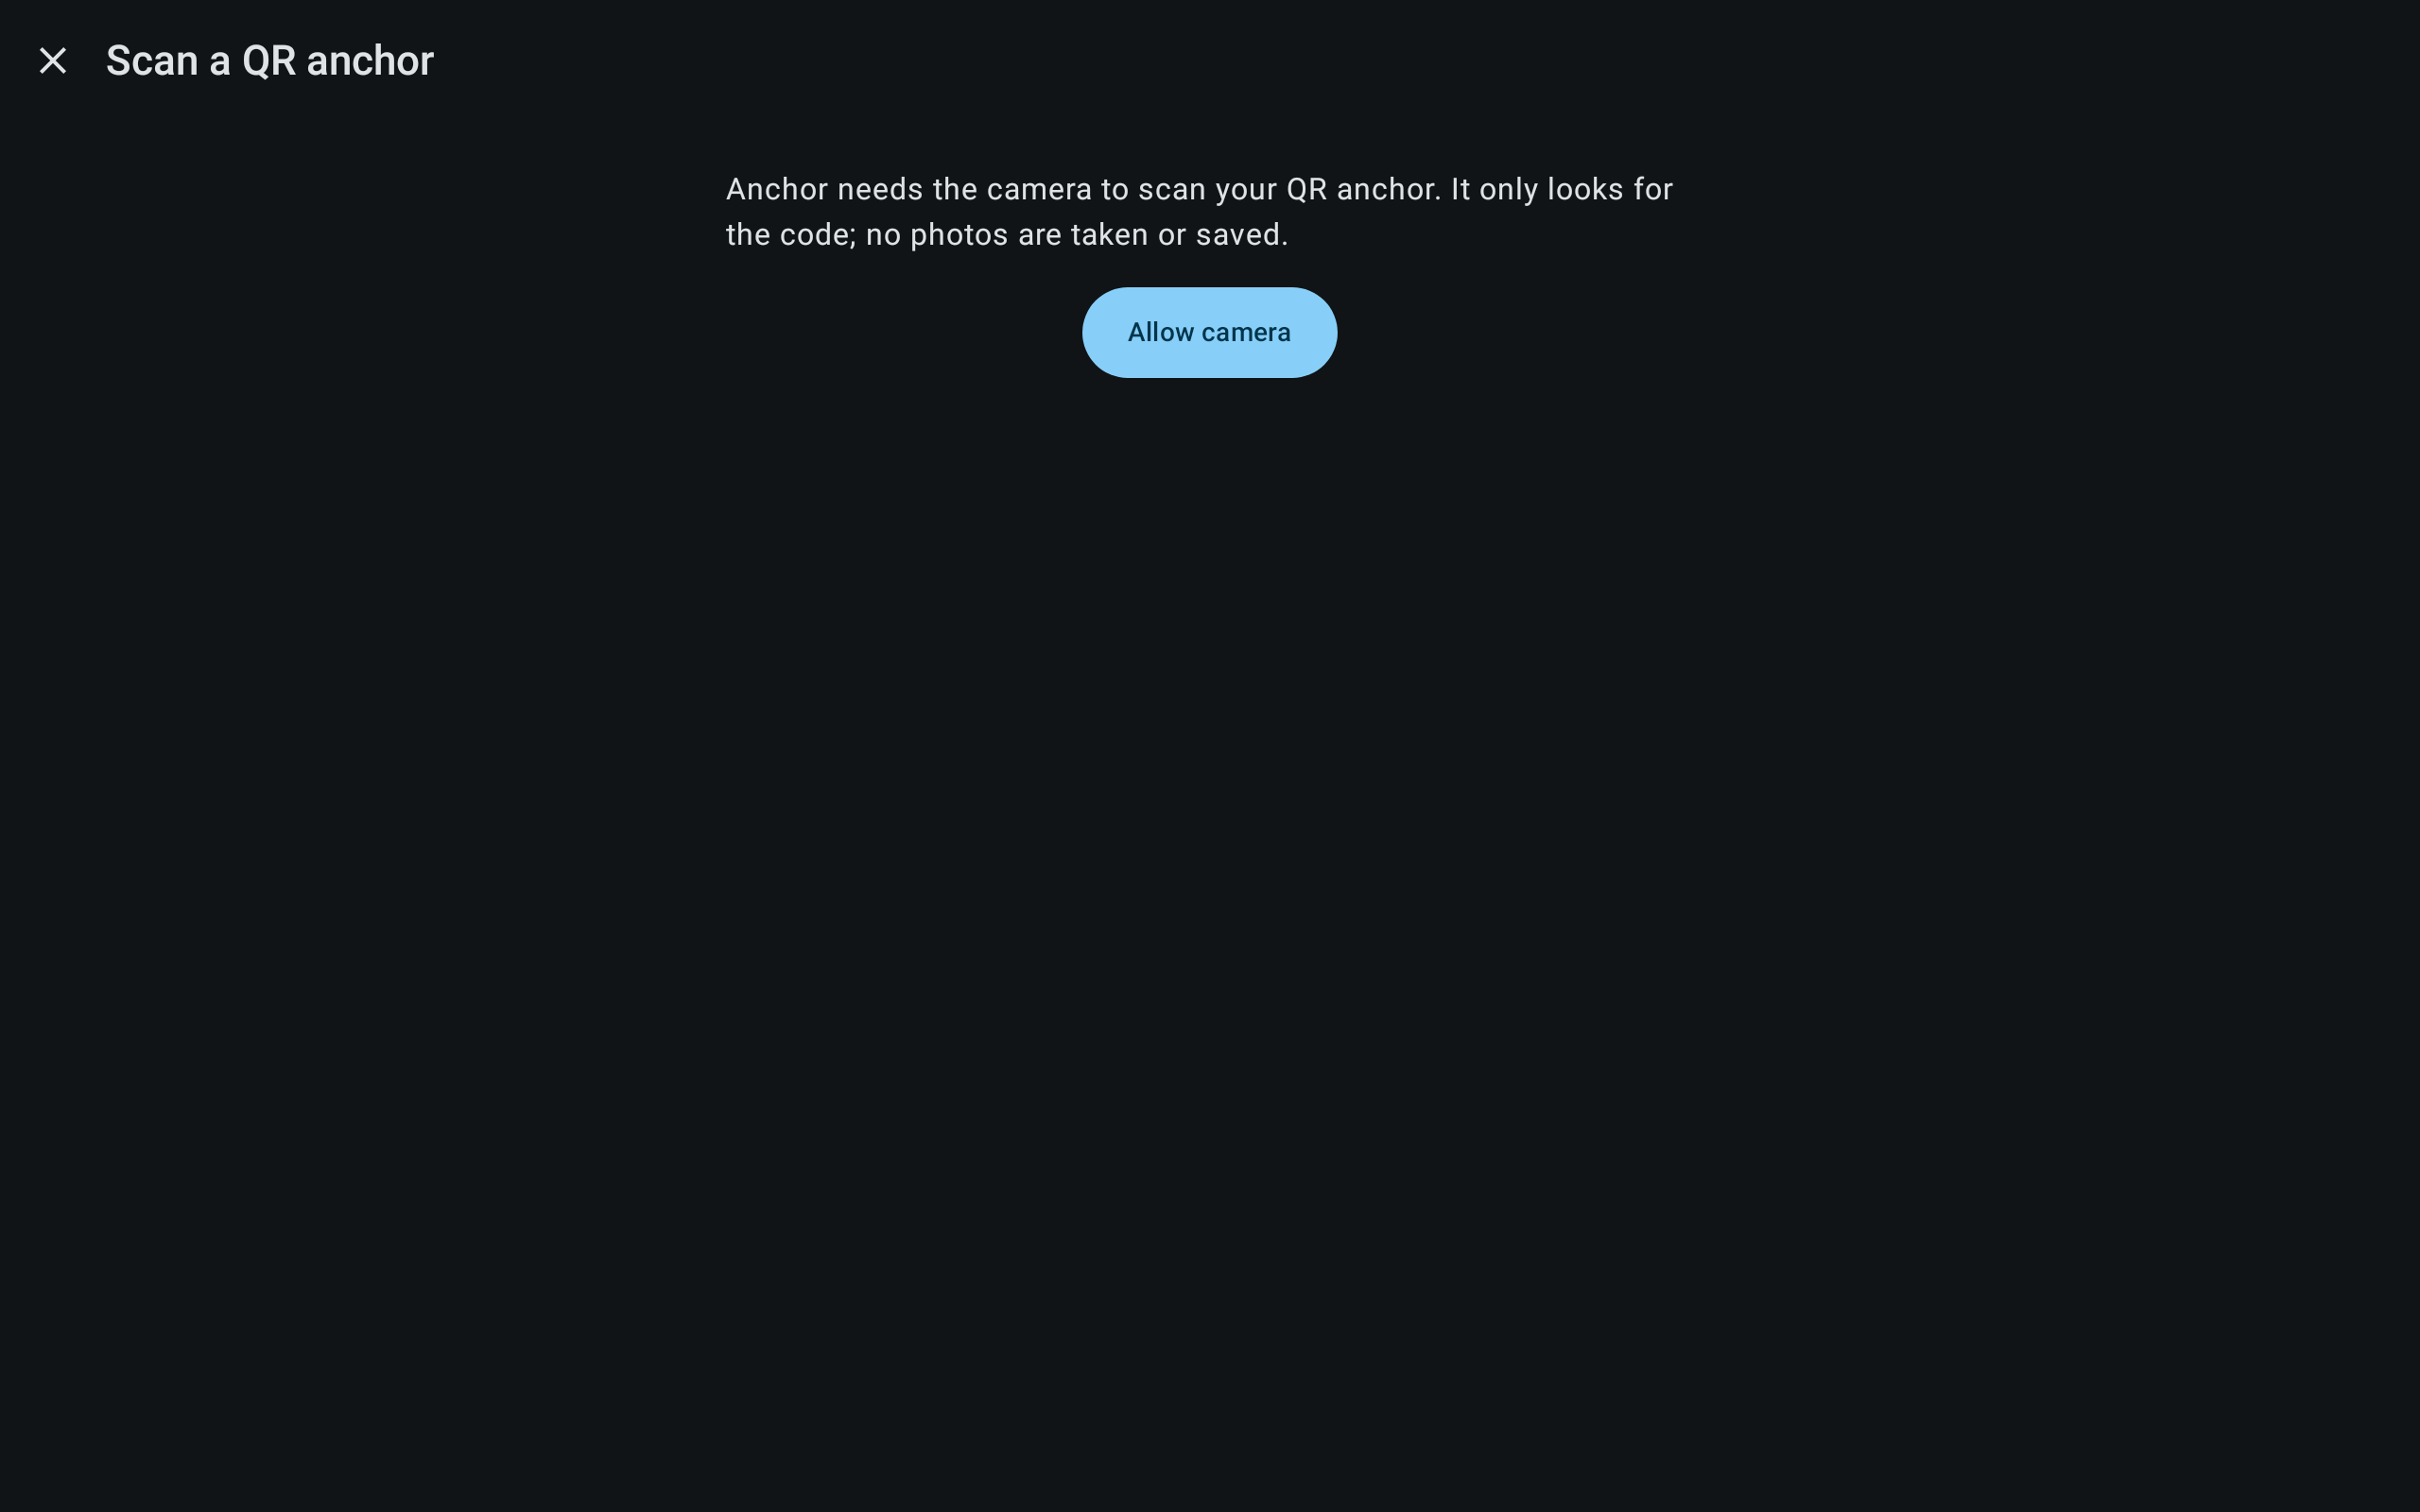 Scan a QR anchor
Anchor needs the camera to scan your QR anchor. It only looks for
the code; no photos are taken or saved.
Allow camera